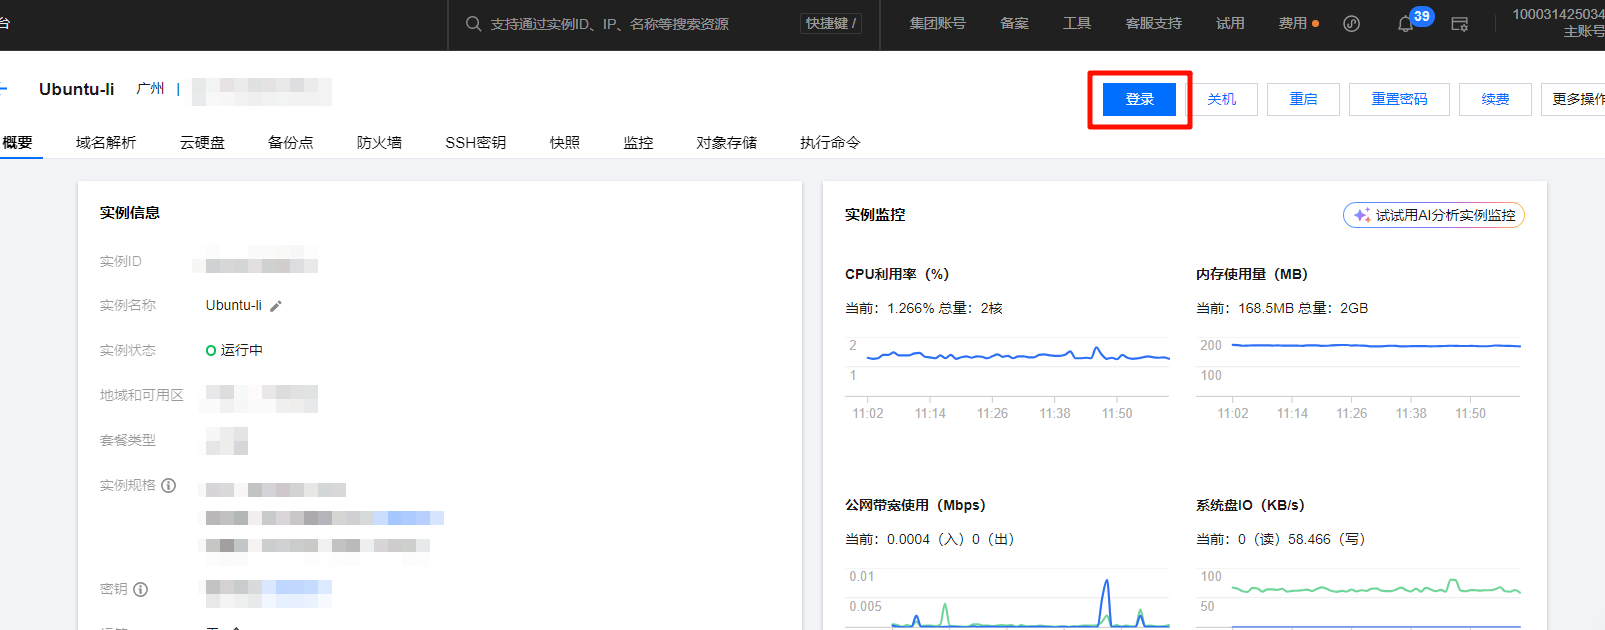 台
支持通过实例ID、IP、名称等搜索资源
快捷键 /
集团账号
备案
工具
客服支持
试用
费用
39
100031425034
主账号
Ubuntu-li
广州 |
登录
关机
重启
重置密码
续费
更多操作
概要
域名解析
云硬盘
备份点
防火墙
SSH密钥
快照
监控
对象存储
执行命令
实例信息
实例ID
实例名称
Ubuntu-li
实例状态
运行中
地域和可用区
套餐类型
实例规格
密钥
实例监控
试试用AI分析实例监控
CPU利用率（%）
当前：1.266% 总量：2核
2
1
11:02
11:14
11:26
11:38
11:50
内存使用量（MB）
当前：168.5MB 总量：2GB
200
100
11:02
11:14
11:26
11:38
11:50
公网带宽使用（Mbps）
当前：0.0004（入）0（出）
0.01
0.005
系统盘IO（KB/s）
当前：0（读）58.466（写）
100
50